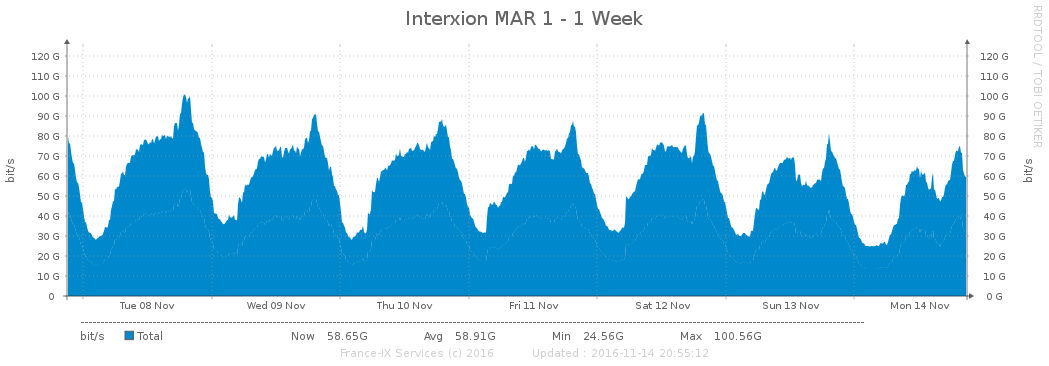 Interxion MAR 1 - 1 Week
RRDTOOL / TOBI OETIKER
bit/s
120 G 120 G
110 G 110 G
100 G 100 G
90 G 90 G
80 G 80 G
70 G 70 G
60 G 60 G
50 G 50 G
40 G 40 G
30 G 30 G
20 G 20 G
10 G 10 G
0 0 G
bit/s
Tue 08 Nov Wed 09 Nov Thu 10 Nov Fri 11 Nov Sat 12 Nov Sun 13 Nov Mon 14 Nov
bit/s Total Now 58.65G Avg 58.91G Min 24.56G Max 100.56G
France-IX Services (c) 2016 Updated : 2016-11-14 20:55:12